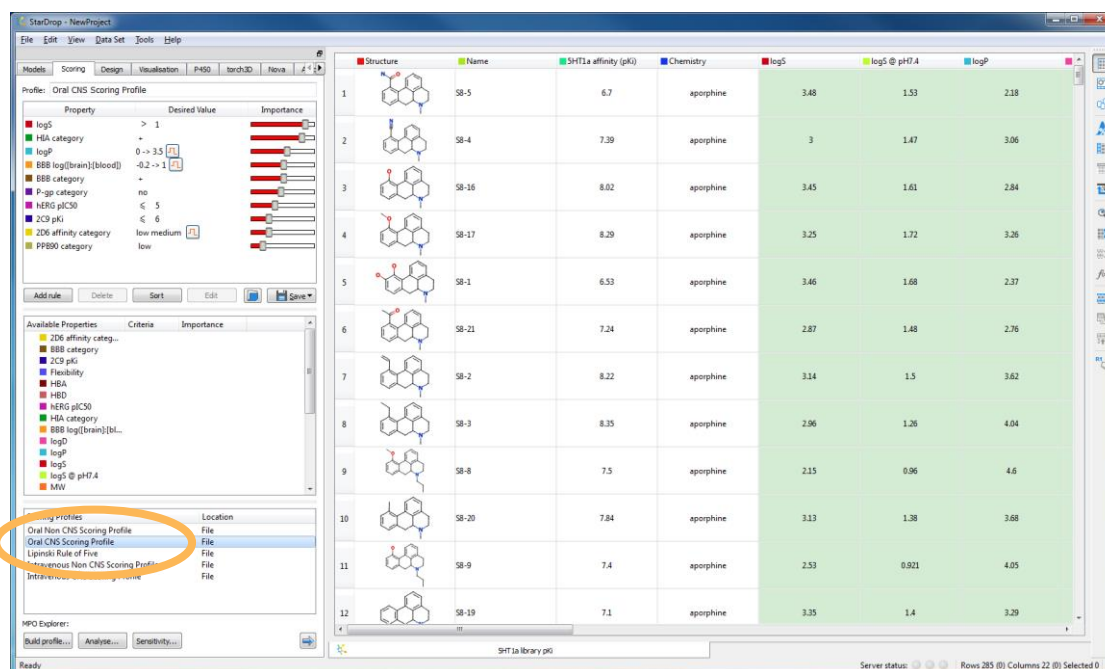 StarDrop - NewProject
File Edit View Data Set Tools Help
Models Scoring Design Visualisation P450 torch3D Nova
Profile: Oral CNS Scoring Profile
Property Desired Value Importance
logS > 1
HIA category +
logP 0 -> 3.5
BBB log([brain]:[blood]) -0.2 -> 1
BBB category +
P-gp category no
hERG pIC50 ≤ 5
2C9 pKi ≤ 6
2D6 affinity category low medium
PPB90 category low
Add rule Delete Sort Edit Save
Available Properties Criteria Importance
2D6 affinity categ...
BBB category
2C9 pKi
Flexibility
HBA
HBD
hERG pIC50
HIA category
BBB log([brain]:[bl...
logD
logP
logS
logS @ pH7.4
MW
Scoring Profiles Location
Oral Non CNS Scoring Profile File
Oral CNS Scoring Profile File
Lipinski Rule of Five File
Intravenous Non CNS Scoring Profile File
Intravenous CNS Scoring Profile File
MPO Explorer:
Build profile... Analyse... Sensitivity...
Ready
Structure Name 5HT1a affinity (pKi) Chemistry logS logS @ pH7.4 logP
1 S8-5 6.7 aporphine 3.48 1.53 2.18
2 S8-4 7.39 aporphine 3 1.47 3.06
3 S8-16 8.02 aporphine 3.45 1.61 2.84
4 S8-17 8.29 aporphine 3.25 1.72 3.26
5 S8-1 6.53 aporphine 3.46 1.68 2.37
6 S8-21 7.24 aporphine 2.87 1.48 2.76
7 S8-2 8.22 aporphine 3.14 1.5 3.62
8 S8-3 8.35 aporphine 2.96 1.26 4.04
9 S8-8 7.5 aporphine 2.15 0.96 4.6
10 S8-20 7.84 aporphine 3.13 1.38 3.68
11 S8-9 7.4 aporphine 2.53 0.921 4.05
12 S8-19 7.1 aporphine 3.35 1.4 3.29
5HT1a library pKi
Server status: Rows 285 (0) Columns 22 (0) Selected 0